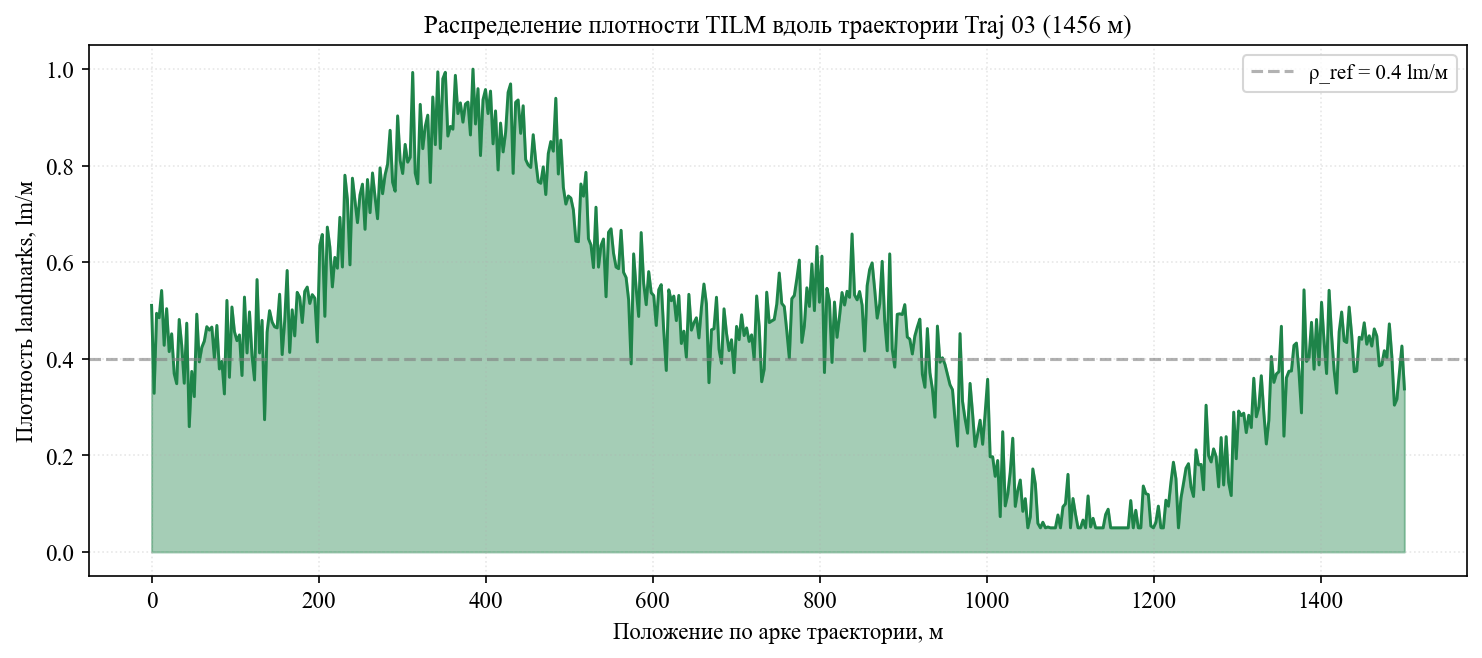 Распределение плотности TILM вдоль траектории Traj 03 (1456 м)
ρ_ref = 0.4 lm/м
Плотность landmarks, lm/м
1.0
0.8
0.6
0.4
0.2
0.0
0 200 400 600 800 1000 1200 1400
Положение по арке траектории, м